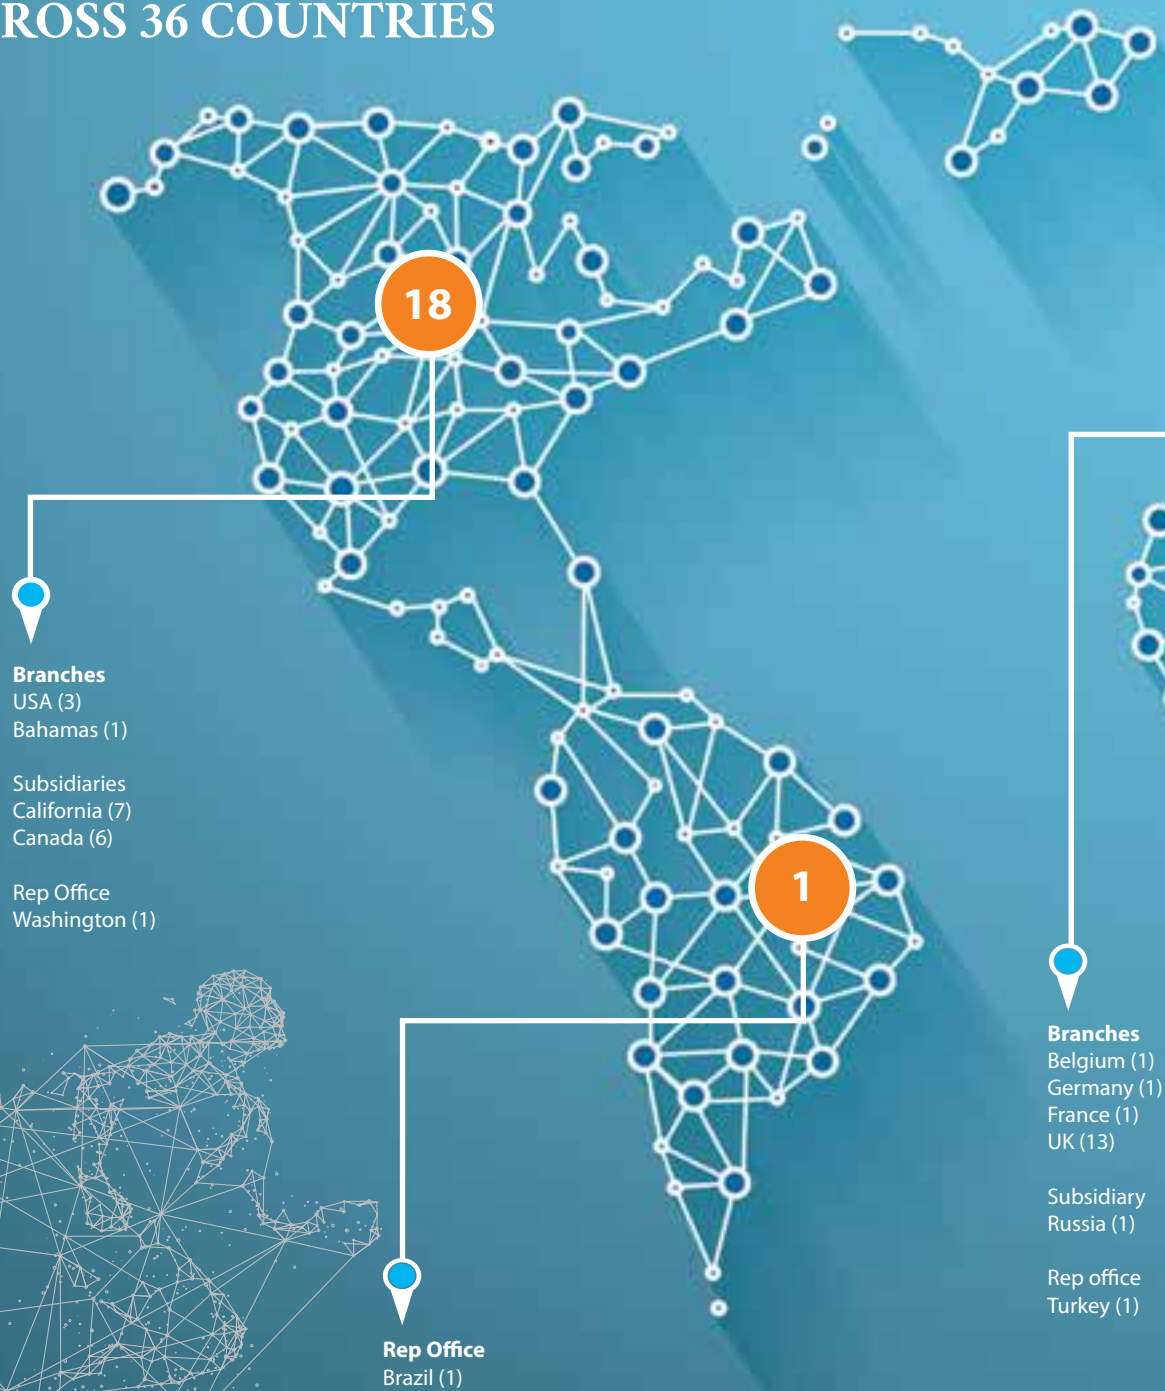 ROSS 36 COUNTRIES
18
Branches
USA (3)
Bahamas (1)
Subsidiaries
California (7)
Canada (6)
Rep Office
Washington (1)
1
Rep Office
Brazil (1)
Branches
Belgium (1)
Germany (1)
France (1)
UK (13)
Subsidiary
Russia (1)
Rep office
Turkey (1)